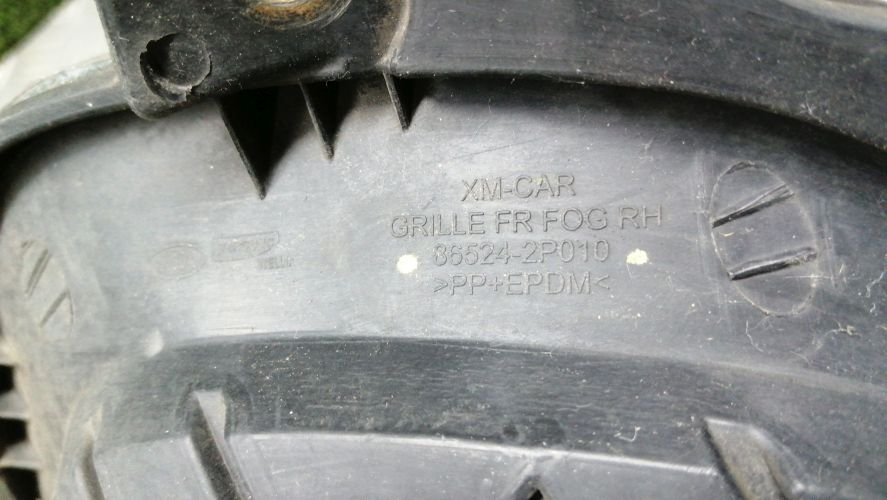 XM-CAR
GRILLE FR FOG RH
86524-2P010
>PP+EPDM<